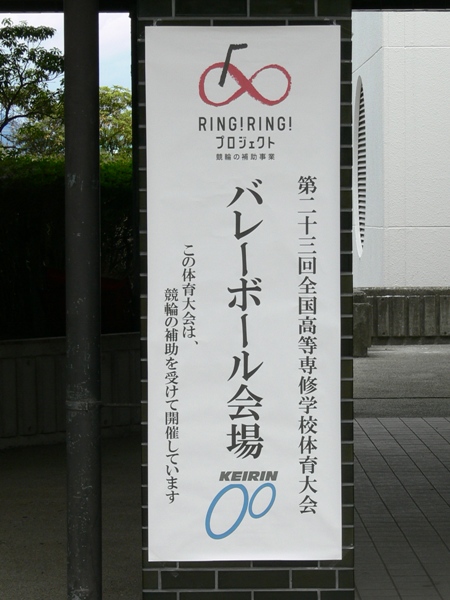 RING!RING!
プロジェクト
競輪の補助事業
第二十三回全国高等専修学校体育大会
バレーボール会場
この体育大会は、
競輪の補助を受けて開催しています
KEIRIN